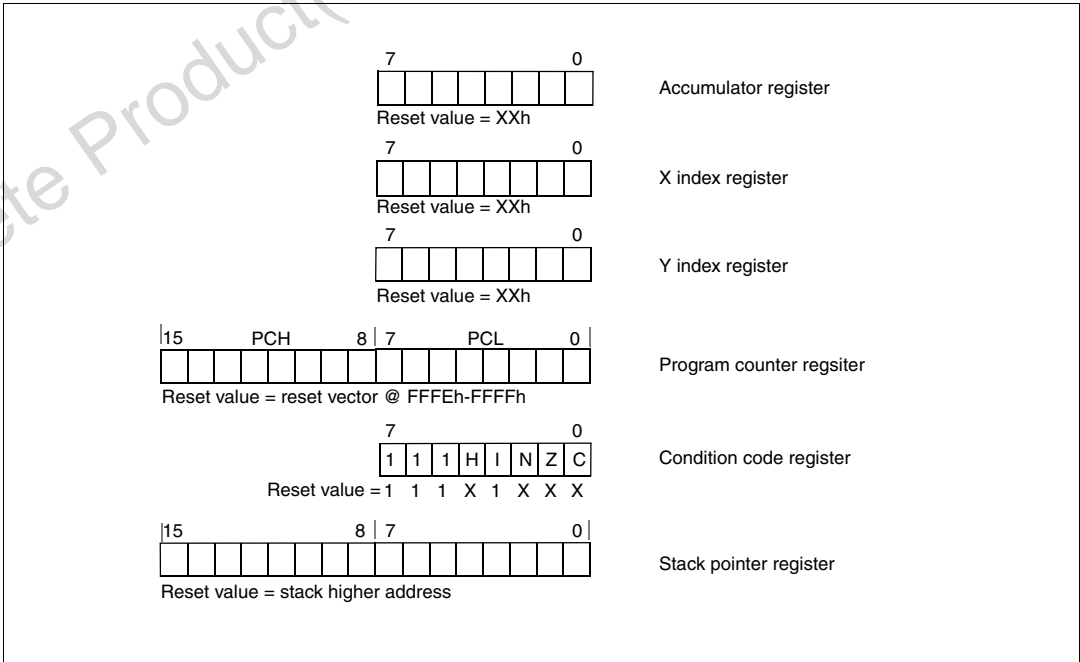 ete Product(
7 0
Accumulator register
Reset value = XXh
7 0
X index register
Reset value = XXh
7 0
Y index register
Reset value = XXh
15 PCH 8 7 PCL 0
Program counter regsiter
Reset value = reset vector @ FFFEh-FFFFh
7 0
1 1 1 H I N Z C
Condition code register
Reset value = 1 1 1 X 1 X X X
15 8 7 0
Stack pointer register
Reset value = stack higher address